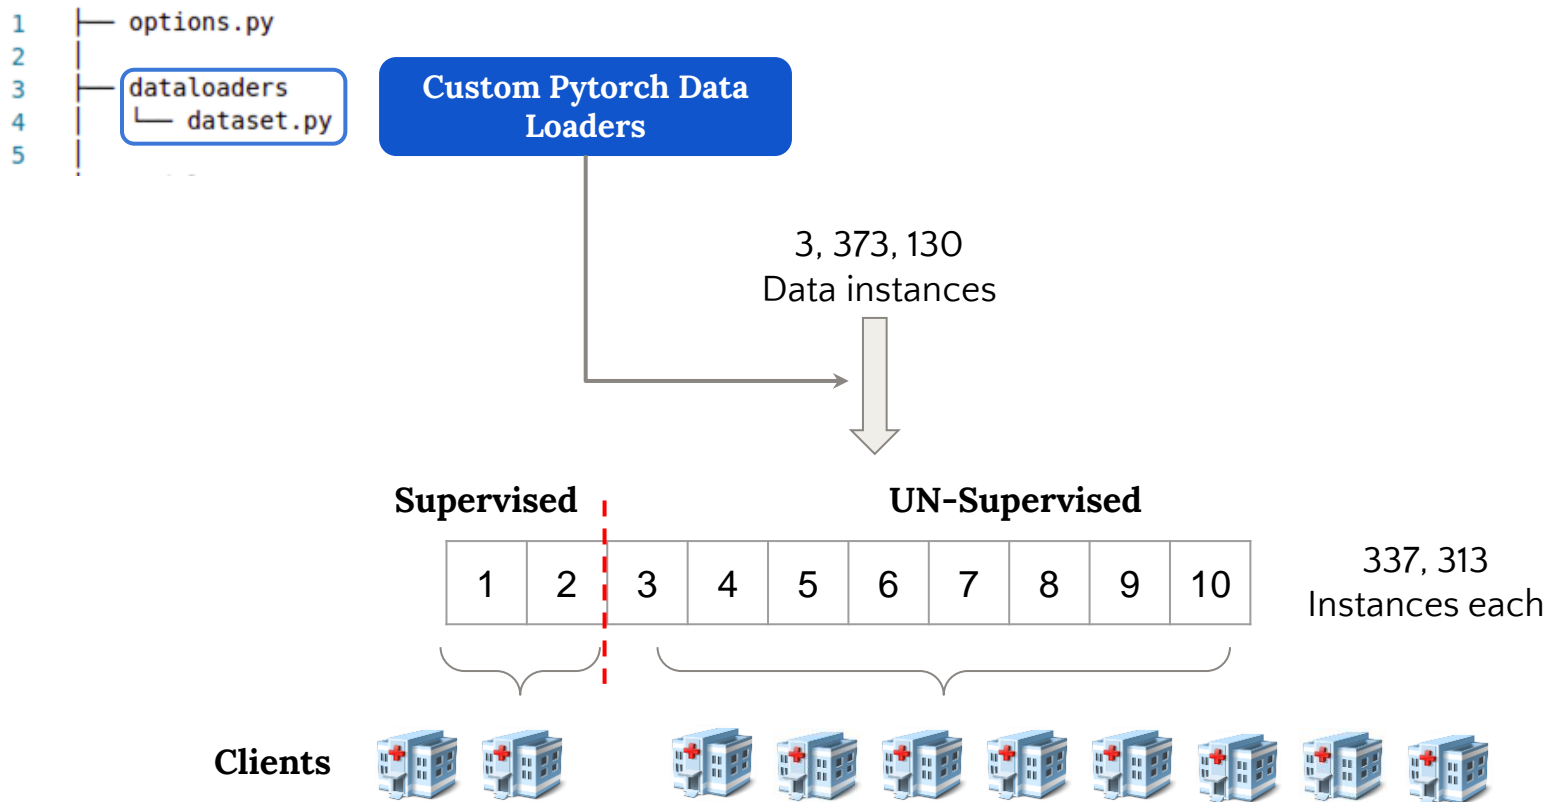 1 ├── options.py
2 │
3 ├── dataloaders
4 │ └── dataset.py
5 │
Custom Pytorch Data
Loaders
3, 373, 130
Data instances
Supervised
UN-Supervised
1 2 3 4 5 6 7 8 9 10
337, 313
Instances each
Clients